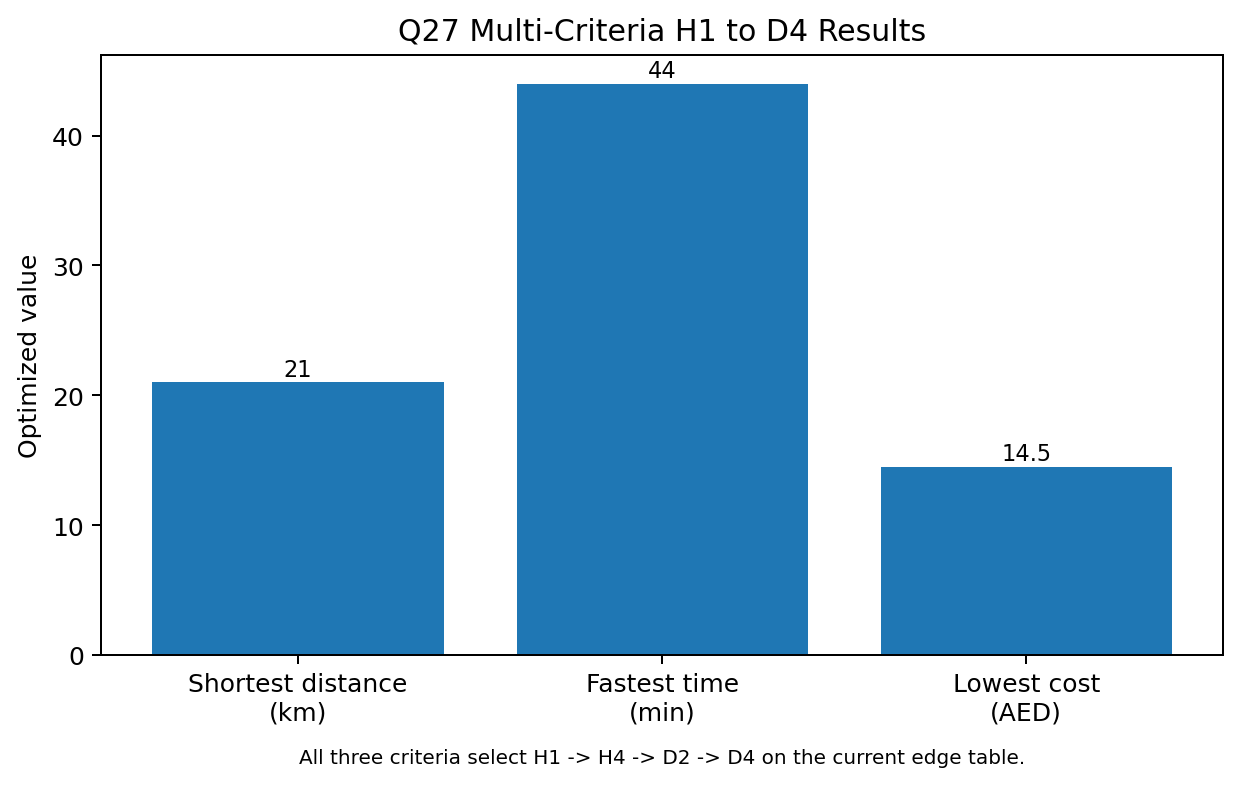 Q27 Multi-Criteria H1 to D4 Results
Optimized value
40
30
20
10
0
21
44
14.5
Shortest distance
(km)
Fastest time
(min)
Lowest cost
(AED)
All three criteria select H1 -> H4 -> D2 -> D4 on the current edge table.